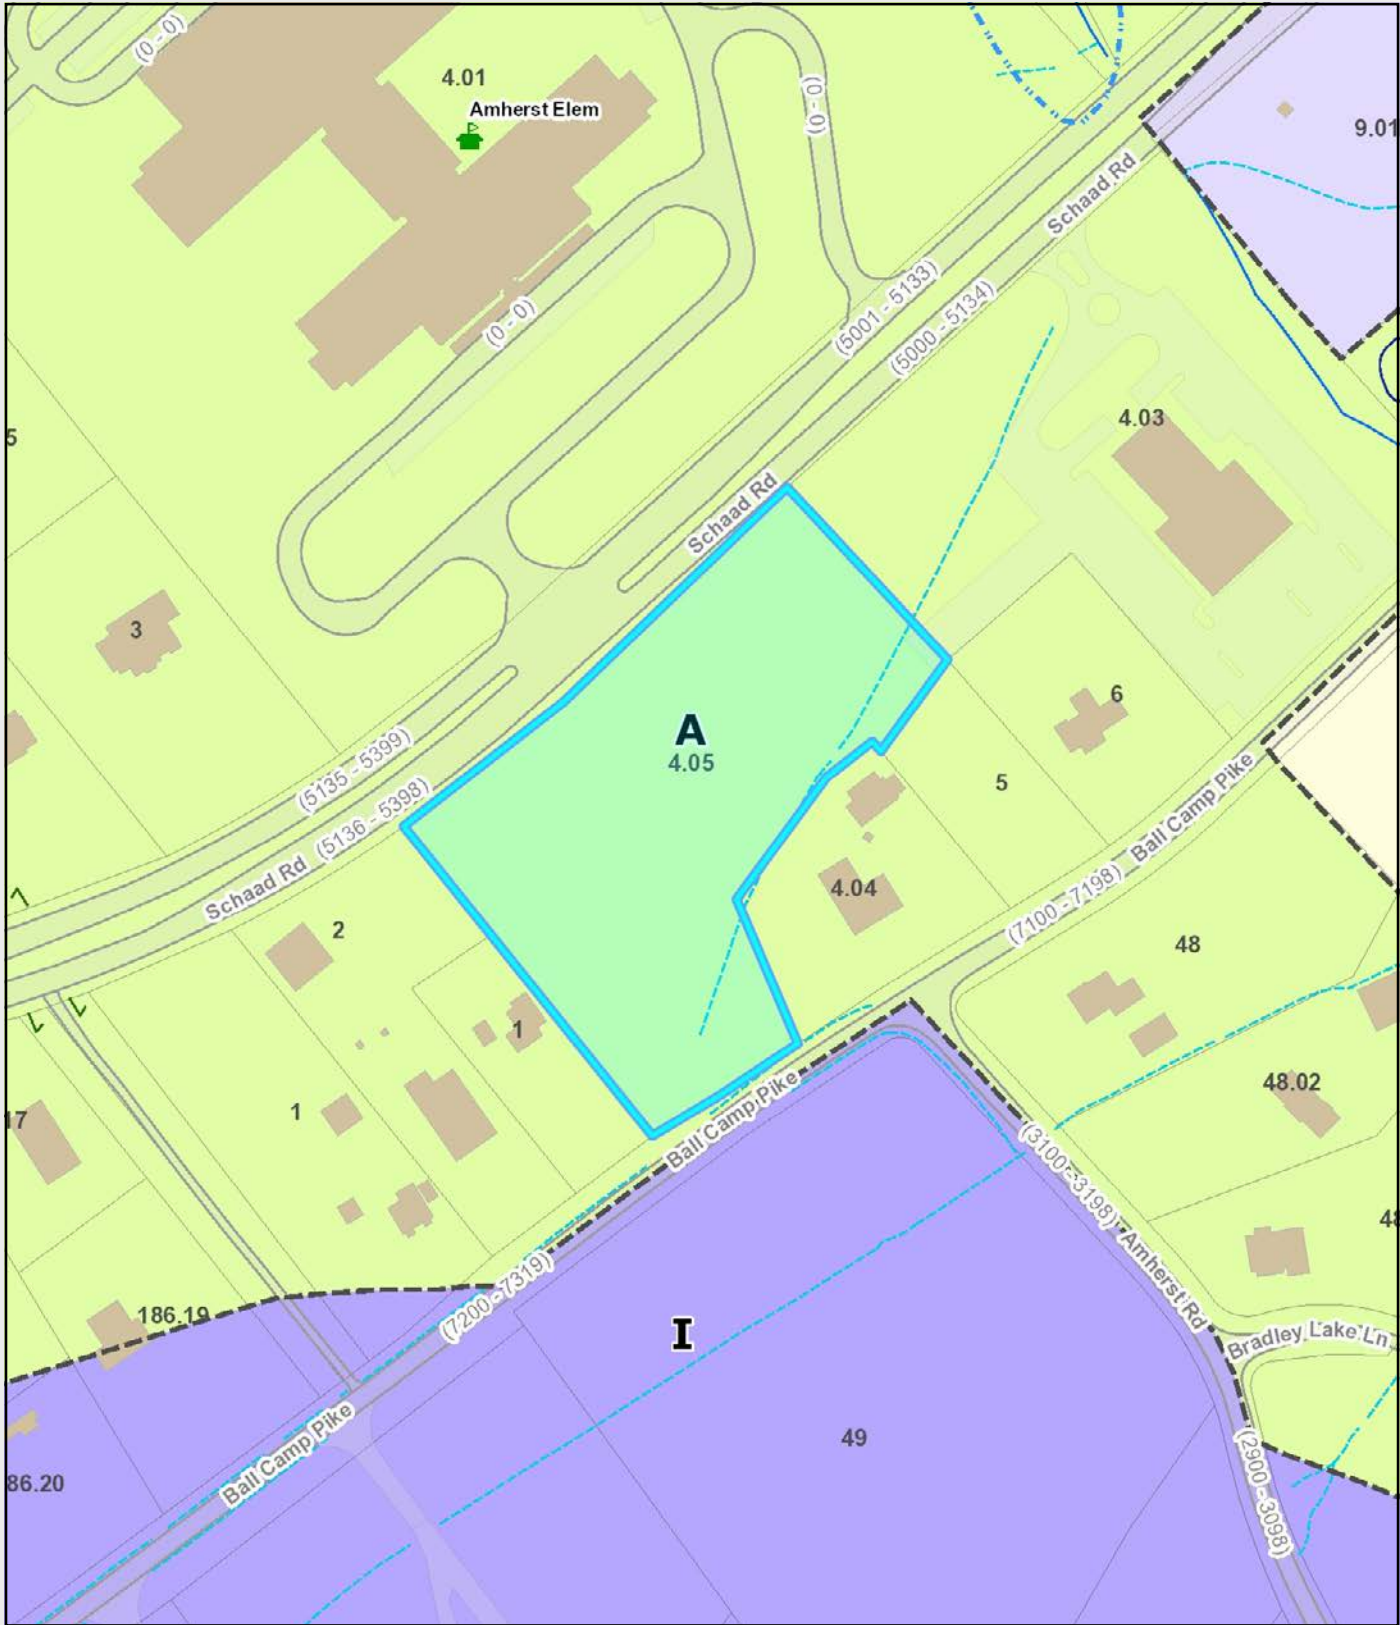 (0 - 0)
4.01
Amherst Elem
(0 - 0)
9.01
Schaad Rd
(5001 - 5133)
(5000 - 5134)
(0 - 0)
5
4.03
Schaad Rd
3
6
A
4.05
(5135 - 5399)
5
Ball Camp Pike
(5136 - 5398)
Schaad Rd
4.04
(7100 - 7198)
2
48
1
1
48.02
17
Ball Camp Pike
(3100 - 3198)
48
Amherst Rd
(7200 - 7319)
186.19
I
Bradley Lake Ln
49
Ball Camp Pike
86.20
(2900 - 3098)